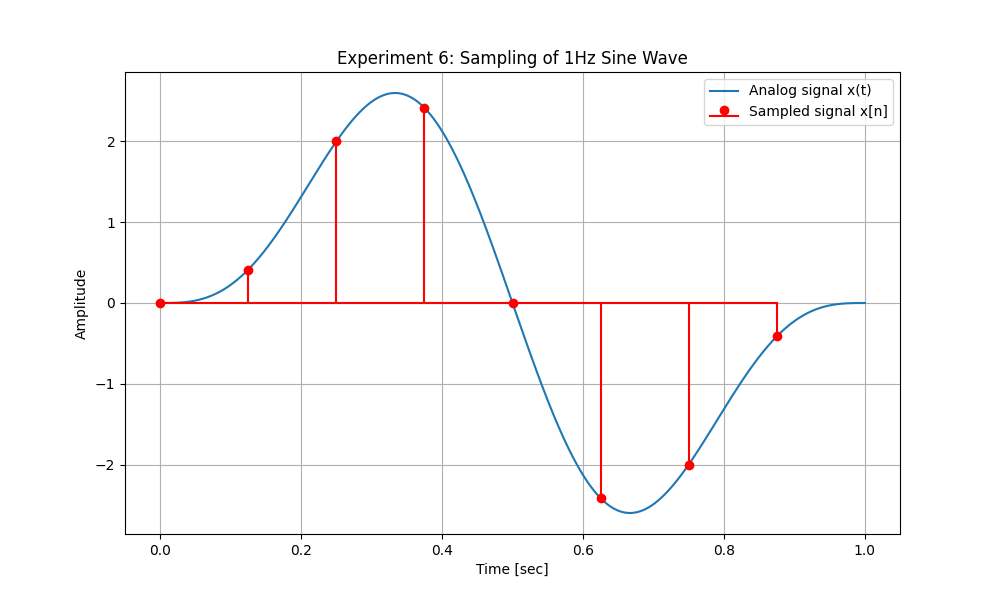 Experiment 6: Sampling of 1Hz Sine Wave
Analog signal x(t)
Sampled signal x[n]
Amplitude
2
1
0
−1
−2
0.0 0.2 0.4 0.6 0.8 1.0
Time [sec]